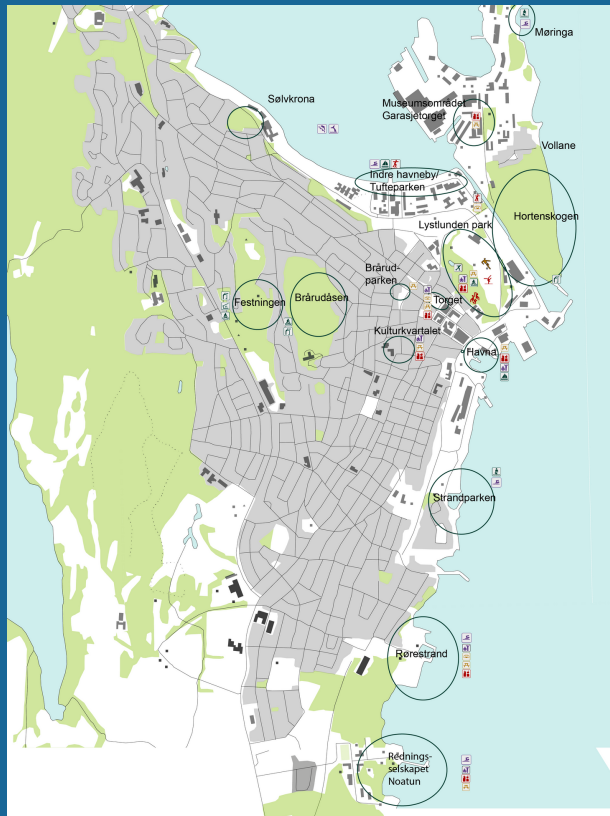 Møringa
Sølvkrona
Museumsområdet
Garasjetorget
Vollane
Indre havneby/
Tufteparken
Hortenskogen
Lystlunden park
Brårud-
parken
Festningen
Brårudåsen
Torget
Kulturkvartalet
Havna
Strandparken
Rørestrand
Rednings-
selskapet
Noatun